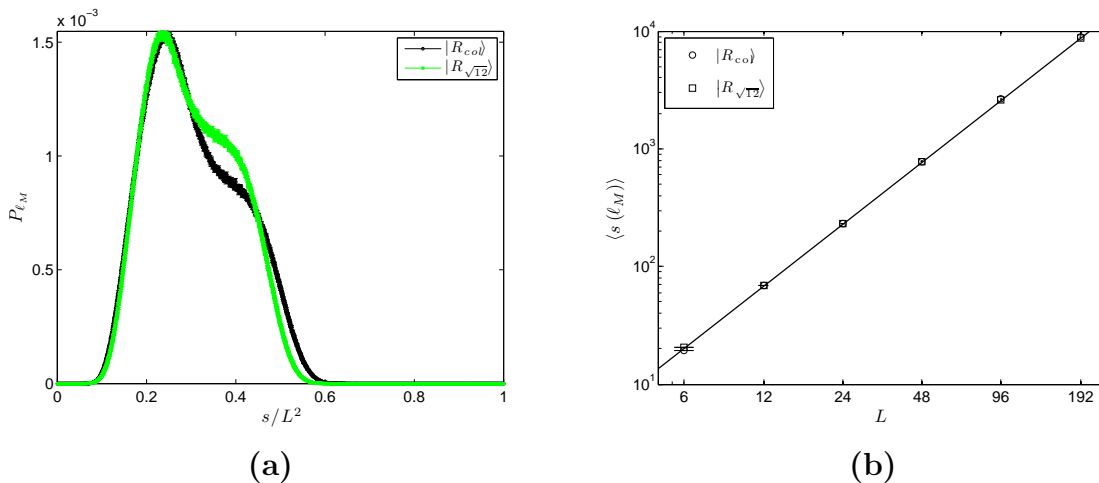 x 10⁻³
1.5
1
0.5
0
P_{ℓ_M}
|R_{col}⟩
|R_{√12}⟩
0 0.2 0.4 0.6 0.8 1
s/L²
(a)
10⁴
10³
10²
10¹
⟨s (ℓ_M)⟩
|R_{col}⟩
|R_{√12}⟩
6 12 24 48 96 192
L
(b)